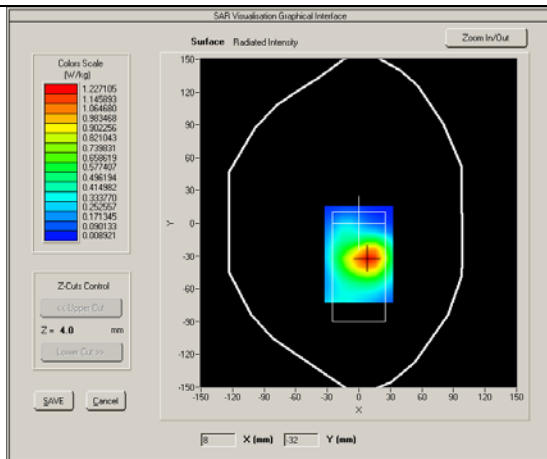 SAR Visualisation Graphical Interface
Surface Radiated Intensity
Zoom In/Out
Colors Scale
(W/kg)
1.227105
1.145893
1.064680
0.983468
0.902256
0.821043
0.739831
0.658619
0.577407
0.496194
0.414982
0.333770
0.252557
0.171345
0.090133
0.008921
Z-Cuts Control
<< Upper Cut
Z = 4.0 mm
Lower Cut >>
SAVE Cancel
150
120
90
60
30
0
-30
-60
-90
-120
-150
Y
-150 -120 -90 -60 -30 0 30 60 90 120 150
X
8 X (mm) -32 Y (mm)